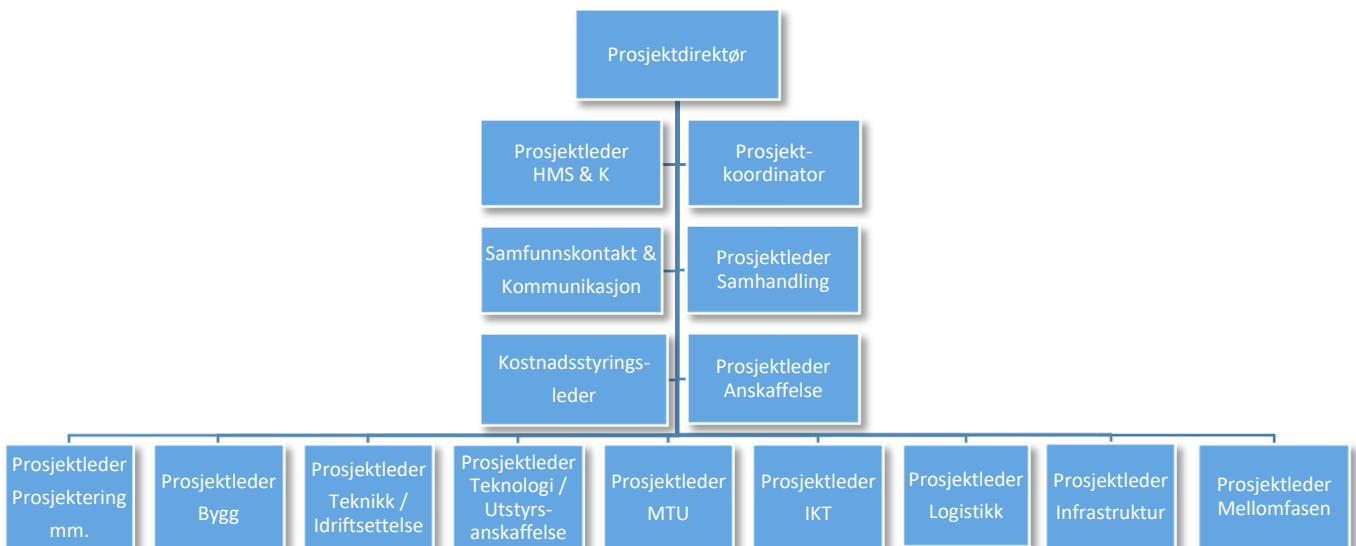 Prosjektdirektør
Prosjektleder
HMS & K
Prosjekt-
koordinator
Samfunnskontakt &
Kommunikasjon
Prosjektleder
Samhandling
Kostnadsstyrings-
leder
Prosjektleder
Anskaffelse
Prosjektleder
Prosjektering
mm.
Prosjektleder
Bygg
Prosjektleder
Teknikk /
Idriftsettelse
Prosjektleder
Teknologi /
Utstyrs-
anskaffelse
Prosjektleder
MTU
Prosjektleder
IKT
Prosjektleder
Logistikk
Prosjektleder
Infrastruktur
Prosjektleder
Mellomfasen